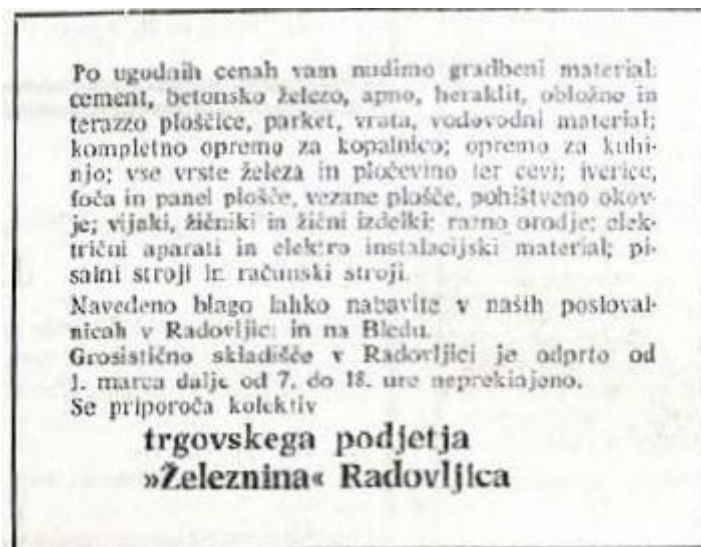 Po ugodnih cenah vam nudimo gradbeni material:
cement, betonsko železo, apno, heraklit, obložne in
terazzo ploščice, parket, vrata, vodovodni material;
kompletno opremo za kopalnico; opremo za kuhi-
njo; vse vrste železa in pločevino ter cevi; iverice,
foča in panel plošče, vezane plošče, pohištveno okov-
je; vijaki, žičniki in žični izdelki; razno orodje; elek-
trični aparati in elektro instalacijski material; pi-
salni stroji in računski stroji.
Navedeno blago lahko nabavite v naših posloval-
nicah v Radovljici in na Bledu.
Grosistično skladišče v Radovljici je odprto od
1. marca dalje od 7. do 18. ure neprekinjeno.
Se priporoča kolektiv
trgovskega podjetja
»Železnina« Radovljica